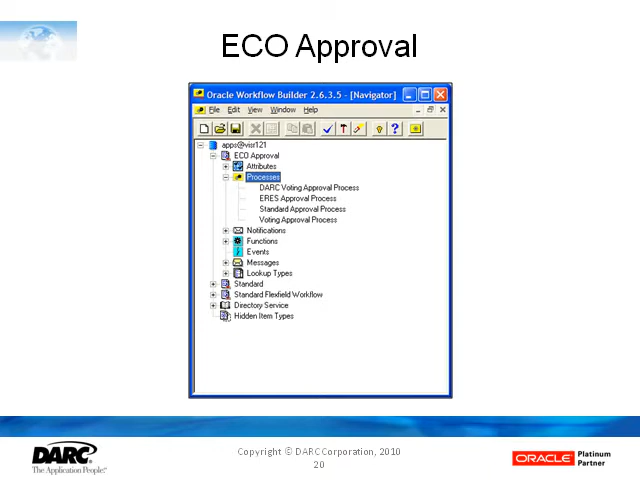 ECO Approval
Oracle Workflow Builder 2.6.3.5 - [Navigator]
File Edit View Window Help
apps@visr121
ECO Approval
Attributes
Processes
DARC Voting Approval Process
ERES Approval Process
Standard Approval Process
Voting Approval Process
Notifications
Functions
Events
Messages
Lookup Types
Standard
Standard Flexfield Workflow
Directory Service
Hidden Item Types
DARC
The Application People.
Copyright © DARC Corporation, 2010
20
ORACLE Platinum
Partner